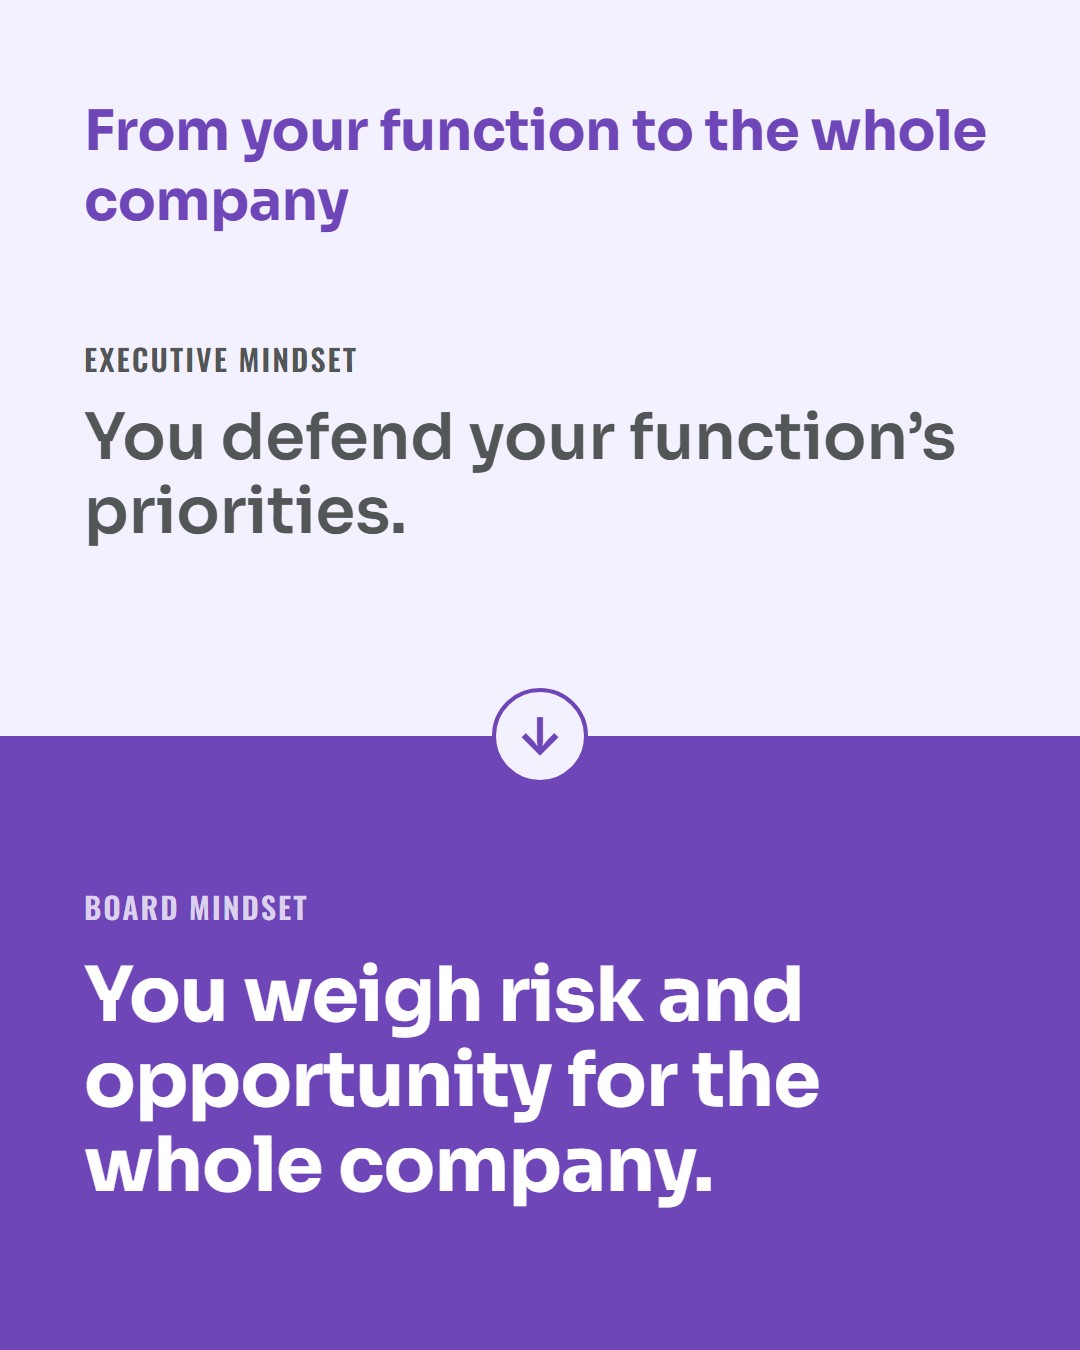 From your function to the whole
company
EXECUTIVE MINDSET
You defend your function’s
priorities.
BOARD MINDSET
You weigh risk and
opportunity for the
whole company.